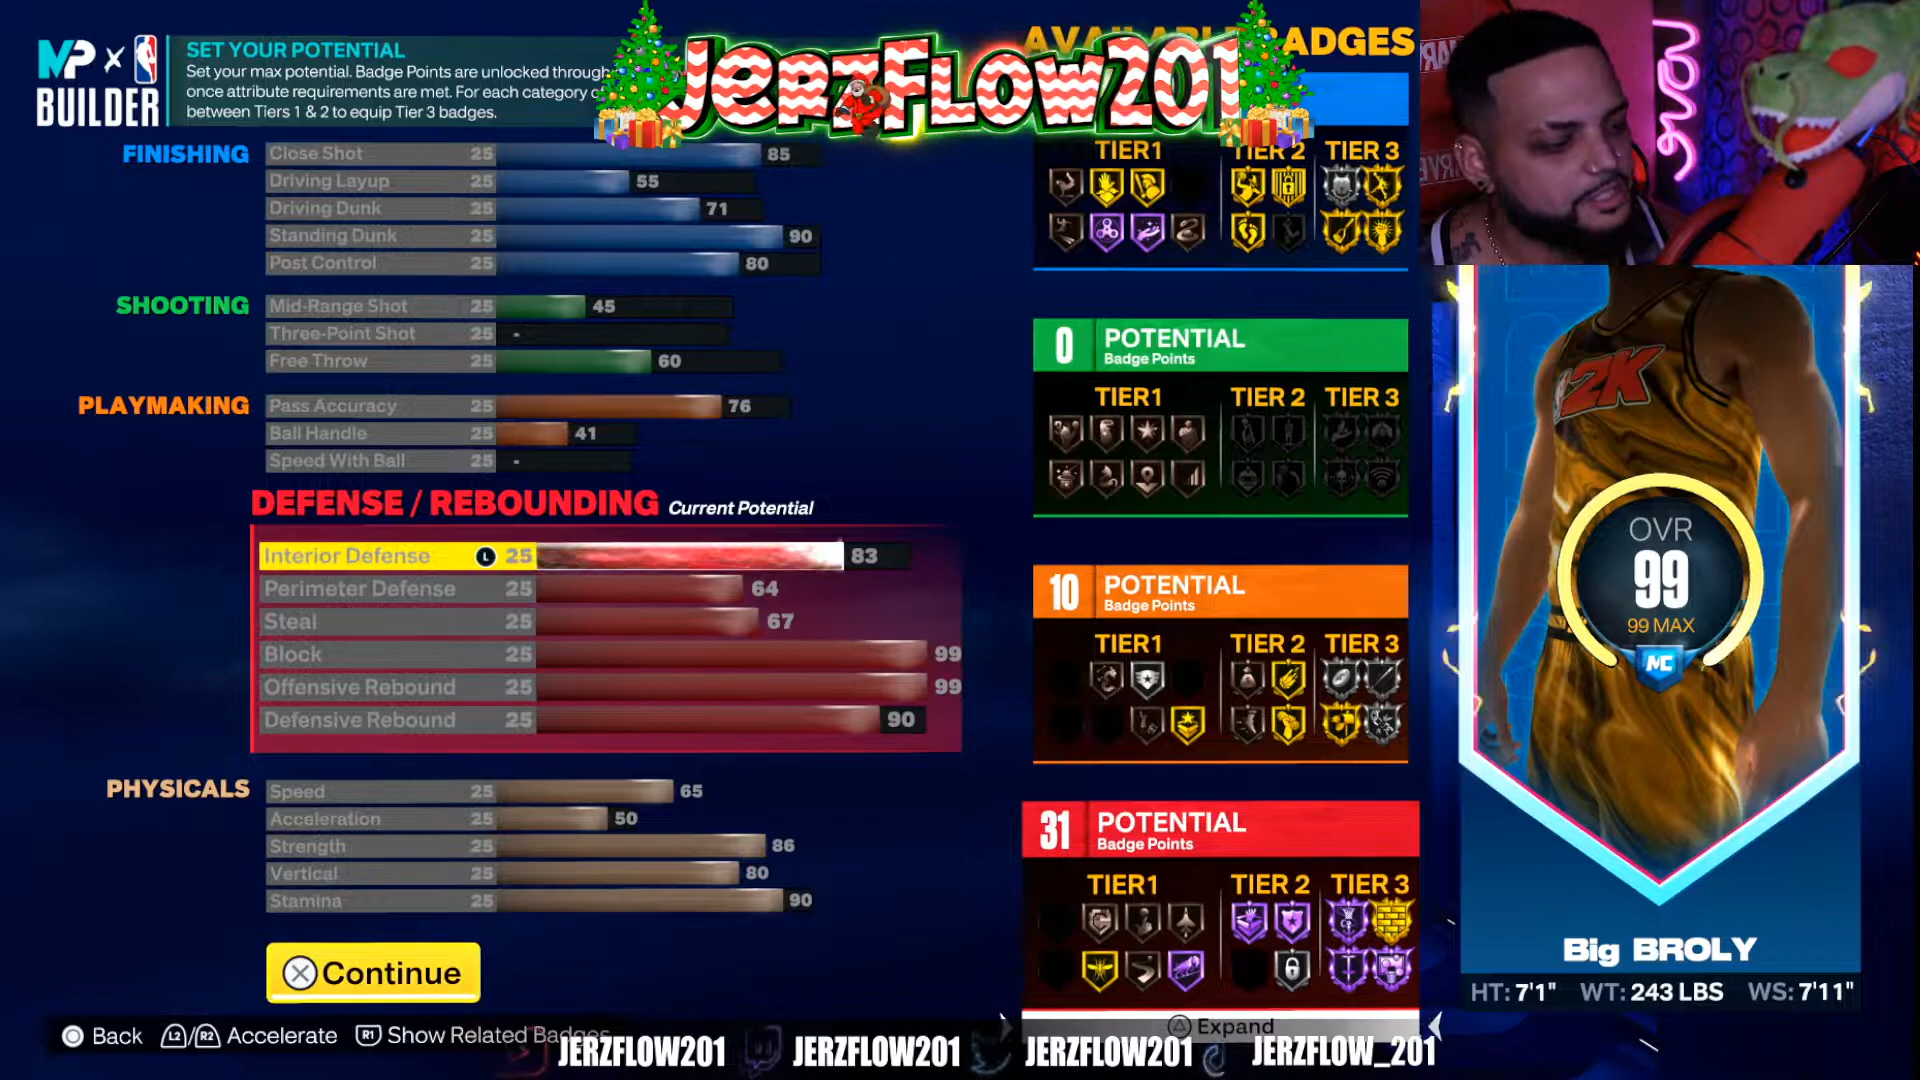 MP x NBA
BUILDER
SET YOUR POTENTIAL
Set your max potential. Badge Points are unlocked through
once attribute requirements are met. For each category
between Tiers 1 & 2 to equip Tier 3 badges.
JerzFlow201
BADGES
FINISHING
Close Shot 25 85
Driving Layup 25 55
Driving Dunk 25 71
Standing Dunk 25 90
Post Control 25 80
SHOOTING
Mid-Range Shot 25 45
Three-Point Shot 25 -
Free Throw 25 60
PLAYMAKING
Pass Accuracy 25 76
Ball Handle 25 41
Speed With Ball 25 -
DEFENSE / REBOUNDING Current Potential
Interior Defense L 25 83
Perimeter Defense 25 64
Steal 25 67
Block 25 99
Offensive Rebound 25 99
Defensive Rebound 25 90
PHYSICALS
Speed 25 65
Acceleration 25 50
Strength 25 86
Vertical 25 80
Stamina 25 90
Continue
Back L2/R2 Accelerate R1 Show Related Badges
TIER 1 TIER 2 TIER 3
0 POTENTIAL
Badge Points
TIER 1 TIER 2 TIER 3
10 POTENTIAL
Badge Points
TIER 1 TIER 2 TIER 3
31 POTENTIAL
Badge Points
TIER 1 TIER 2 TIER 3
Expand
2K
OVR
99
99 MAX
MC
Big BROLY
HT: 7'1" WT: 243 LBS WS: 7'11"
JERZFLOW201 JERZFLOW201 JERZFLOW201 JERZFLOW_201